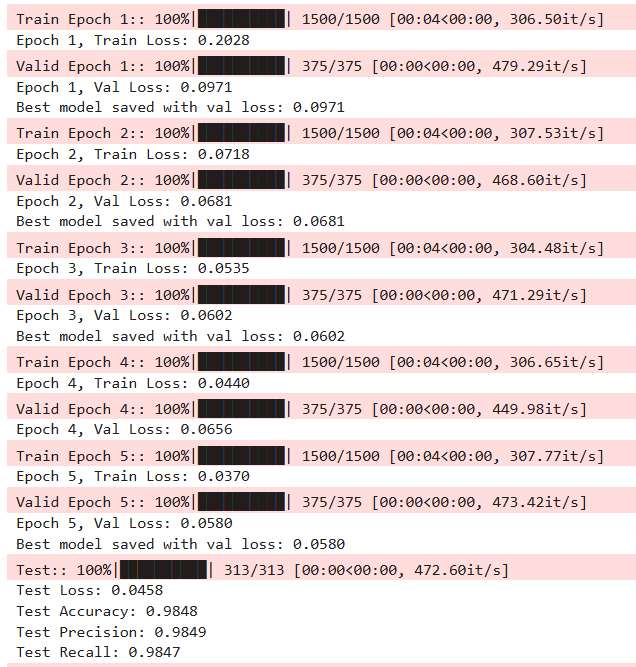 Train Epoch 1:: 100%|██████████| 1500/1500 [00:04<00:00, 306.50it/s]
Epoch 1, Train Loss: 0.2028
Valid Epoch 1:: 100%|██████████| 375/375 [00:00<00:00, 479.29it/s]
Epoch 1, Val Loss: 0.0971
Best model saved with val loss: 0.0971
Train Epoch 2:: 100%|██████████| 1500/1500 [00:04<00:00, 307.53it/s]
Epoch 2, Train Loss: 0.0718
Valid Epoch 2:: 100%|██████████| 375/375 [00:00<00:00, 468.60it/s]
Epoch 2, Val Loss: 0.0681
Best model saved with val loss: 0.0681
Train Epoch 3:: 100%|██████████| 1500/1500 [00:04<00:00, 304.48it/s]
Epoch 3, Train Loss: 0.0535
Valid Epoch 3:: 100%|██████████| 375/375 [00:00<00:00, 471.29it/s]
Epoch 3, Val Loss: 0.0602
Best model saved with val loss: 0.0602
Train Epoch 4:: 100%|██████████| 1500/1500 [00:04<00:00, 306.65it/s]
Epoch 4, Train Loss: 0.0440
Valid Epoch 4:: 100%|██████████| 375/375 [00:00<00:00, 449.98it/s]
Epoch 4, Val Loss: 0.0656
Train Epoch 5:: 100%|██████████| 1500/1500 [00:04<00:00, 307.77it/s]
Epoch 5, Train Loss: 0.0370
Valid Epoch 5:: 100%|██████████| 375/375 [00:00<00:00, 473.42it/s]
Epoch 5, Val Loss: 0.0580
Best model saved with val loss: 0.0580
Test:: 100%|██████████| 313/313 [00:00<00:00, 472.60it/s]
Test Loss: 0.0458
Test Accuracy: 0.9848
Test Precision: 0.9849
Test Recall: 0.9847